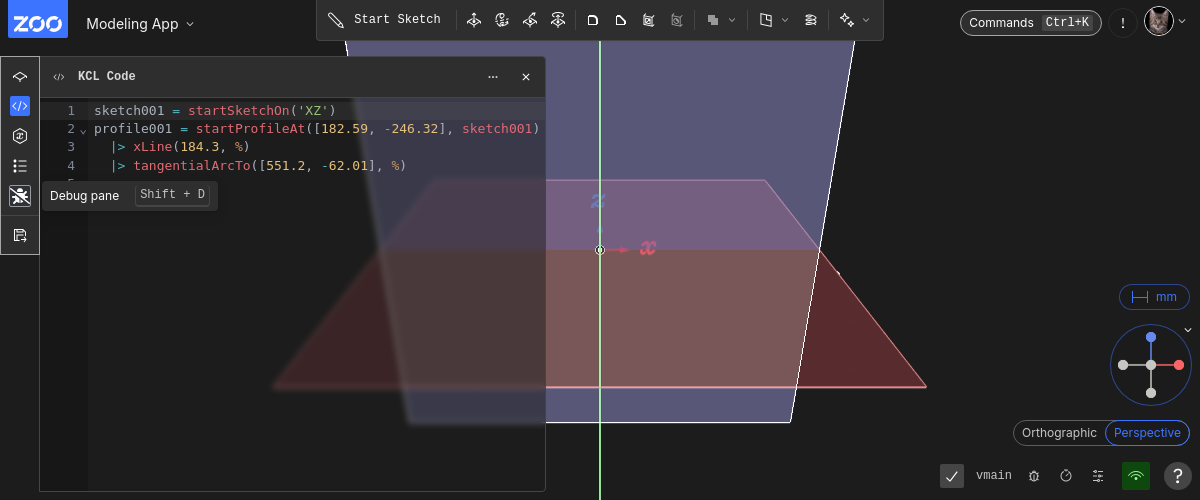 ZOO
Modeling App
Start Sketch
Commands Ctrl+K
!
KCL Code
1 sketch001 = startSketchOn('XZ')
2 profile001 = startProfileAt([182.59, -246.32], sketch001)
3 |> xLine(184.3, %)
4 |> tangentialArcTo([551.2, -62.01], %)
Debug pane Shift + D
z
x
mm
Orthographic Perspective
vmain
?